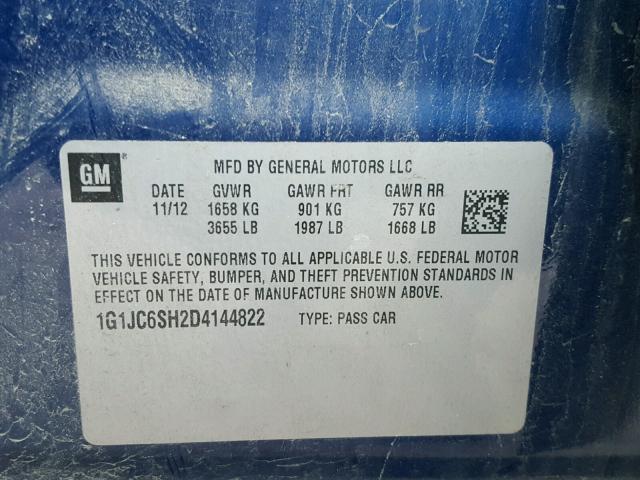 GM
MFD BY GENERAL MOTORS LLC
DATE GVWR GAWR FRT GAWR RR
11/12 1658 KG 901 KG 757 KG
3655 LB 1987 LB 1668 LB
THIS VEHICLE CONFORMS TO ALL APPLICABLE U.S. FEDERAL MOTOR
VEHICLE SAFETY, BUMPER, AND THEFT PREVENTION STANDARDS IN
EFFECT ON THE DATE OF MANUFACTURE SHOWN ABOVE.
1G1JC6SH2D4144822 TYPE: PASS CAR